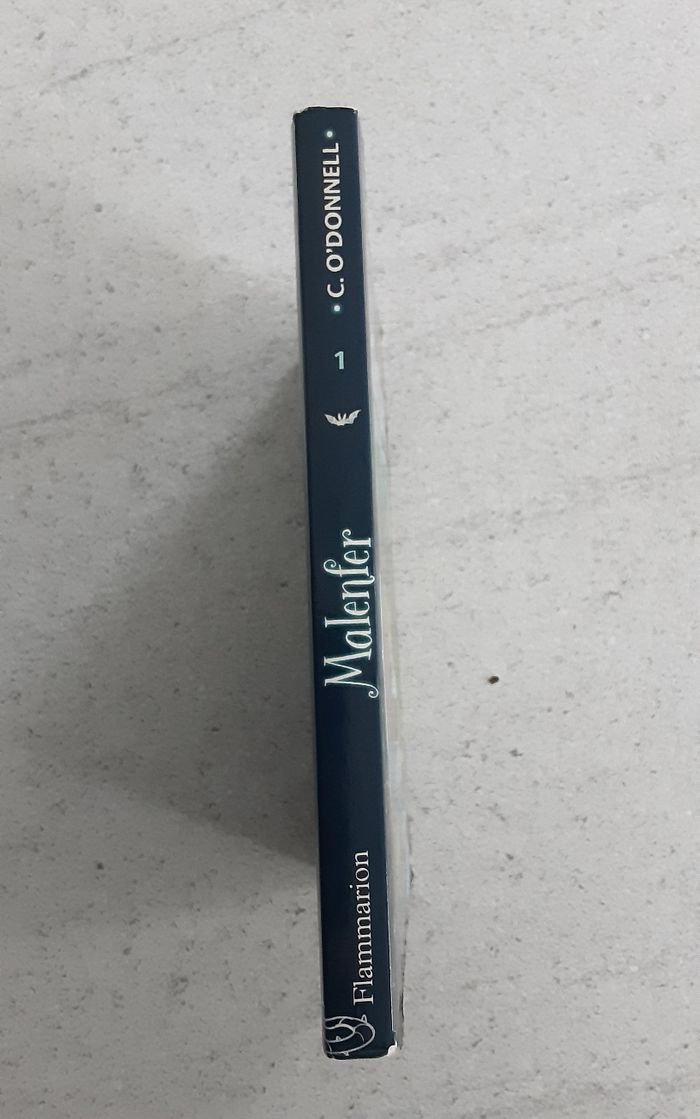 • C. O'DONNELL •
1
Malenfer
Flammarion